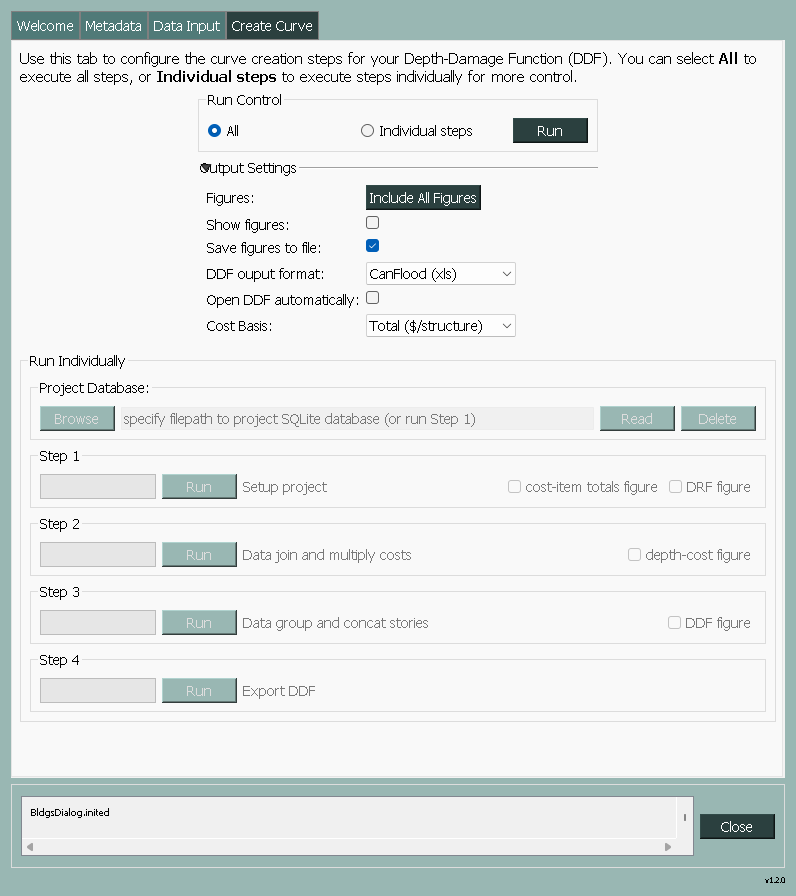 Welcome Metadata Data Input Create Curve
Use this tab to configure the curve creation steps for your Depth-Damage Function (DDF). You can select All to
execute all steps, or Individual steps to execute steps individually for more control.
Run Control
All Individual steps Run
Output Settings
Figures: Include All Figures
Show figures:
Save figures to file:
DDF ouput format: CanFlood (xls)
Open DDF automatically:
Cost Basis: Total ($/structure)
Run Individually
Project Database:
Browse specify filepath to project SQLite database (or run Step 1) Read Delete
Step 1
Run Setup project cost-item totals figure DRF figure
Step 2
Run Data join and multiply costs depth-cost figure
Step 3
Run Data group and concat stories DDF figure
Step 4
Run Export DDF
BldgsDialog.inited
Close
v1.2.0